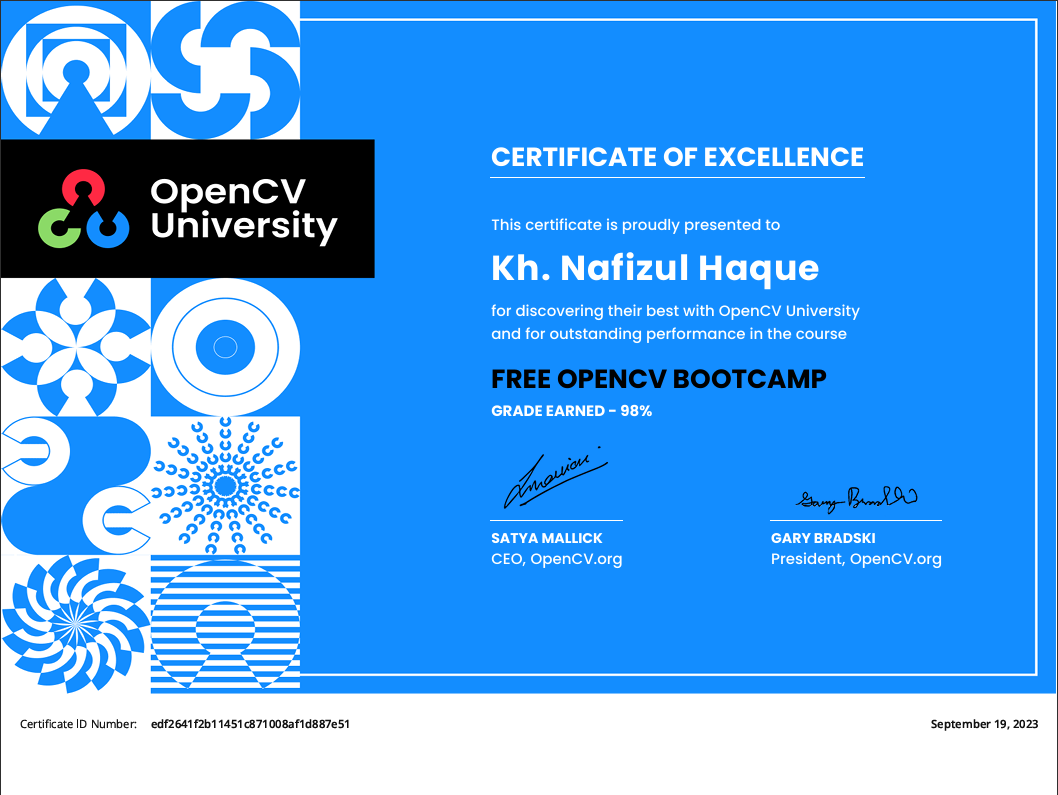 OpenCV
University
CERTIFICATE OF EXCELLENCE
This certificate is proudly presented to
Kh. Nafizul Haque
for discovering their best with OpenCV University
and for outstanding performance in the course
FREE OPENCV BOOTCAMP
GRADE EARNED - 98%
SATYA MALLICK
CEO, OpenCV.org
GARY BRADSKI
President, OpenCV.org
Certificate ID Number: edf2641f2b11451c871008af1d887e51
September 19, 2023